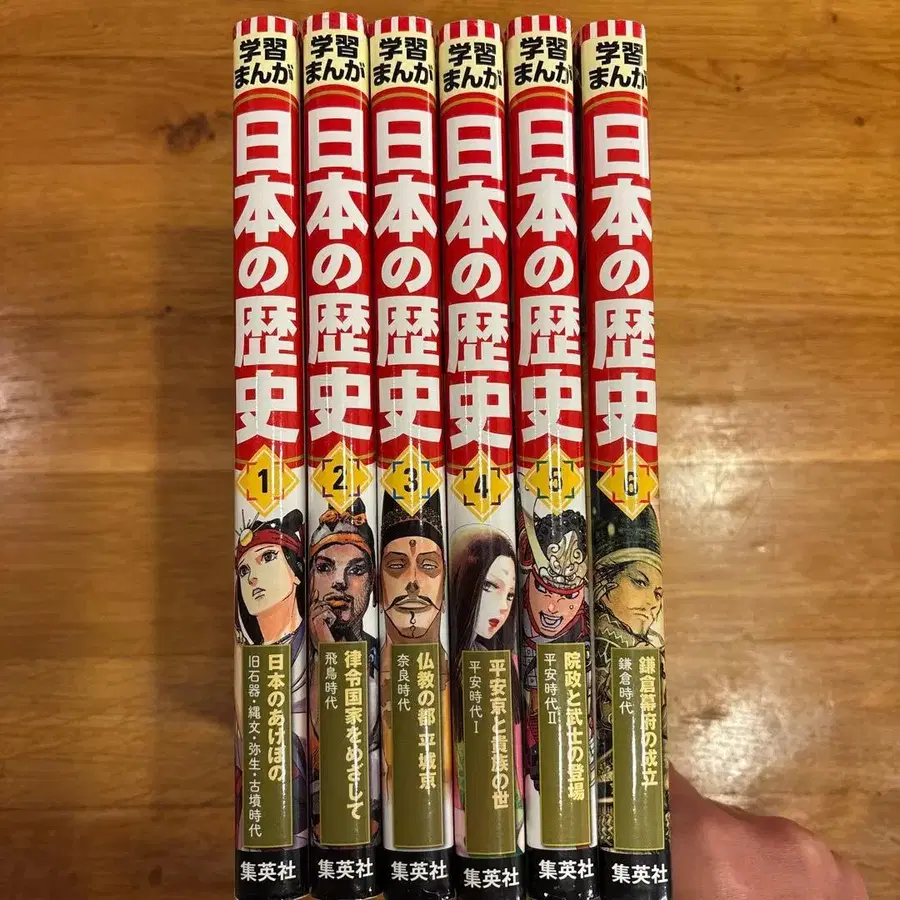 学習
まんが
日本の歴史
1
日本のあけぼの
旧石器・縄文・弥生・古墳時代
集英社
学習
まんが
日本の歴史
2
律令国家をめざして
飛鳥時代
集英社
学習
まんが
日本の歴史
3
仏教の都 平城京
奈良時代
集英社
学習
まんが
日本の歴史
4
平安京と貴族の世
平安時代Ⅰ
集英社
学習
まんが
日本の歴史
5
院政と武士の登場
平安時代Ⅱ
集英社
学習
まんが
日本の歴史
6
鎌倉幕府の成立
鎌倉時代
集英社